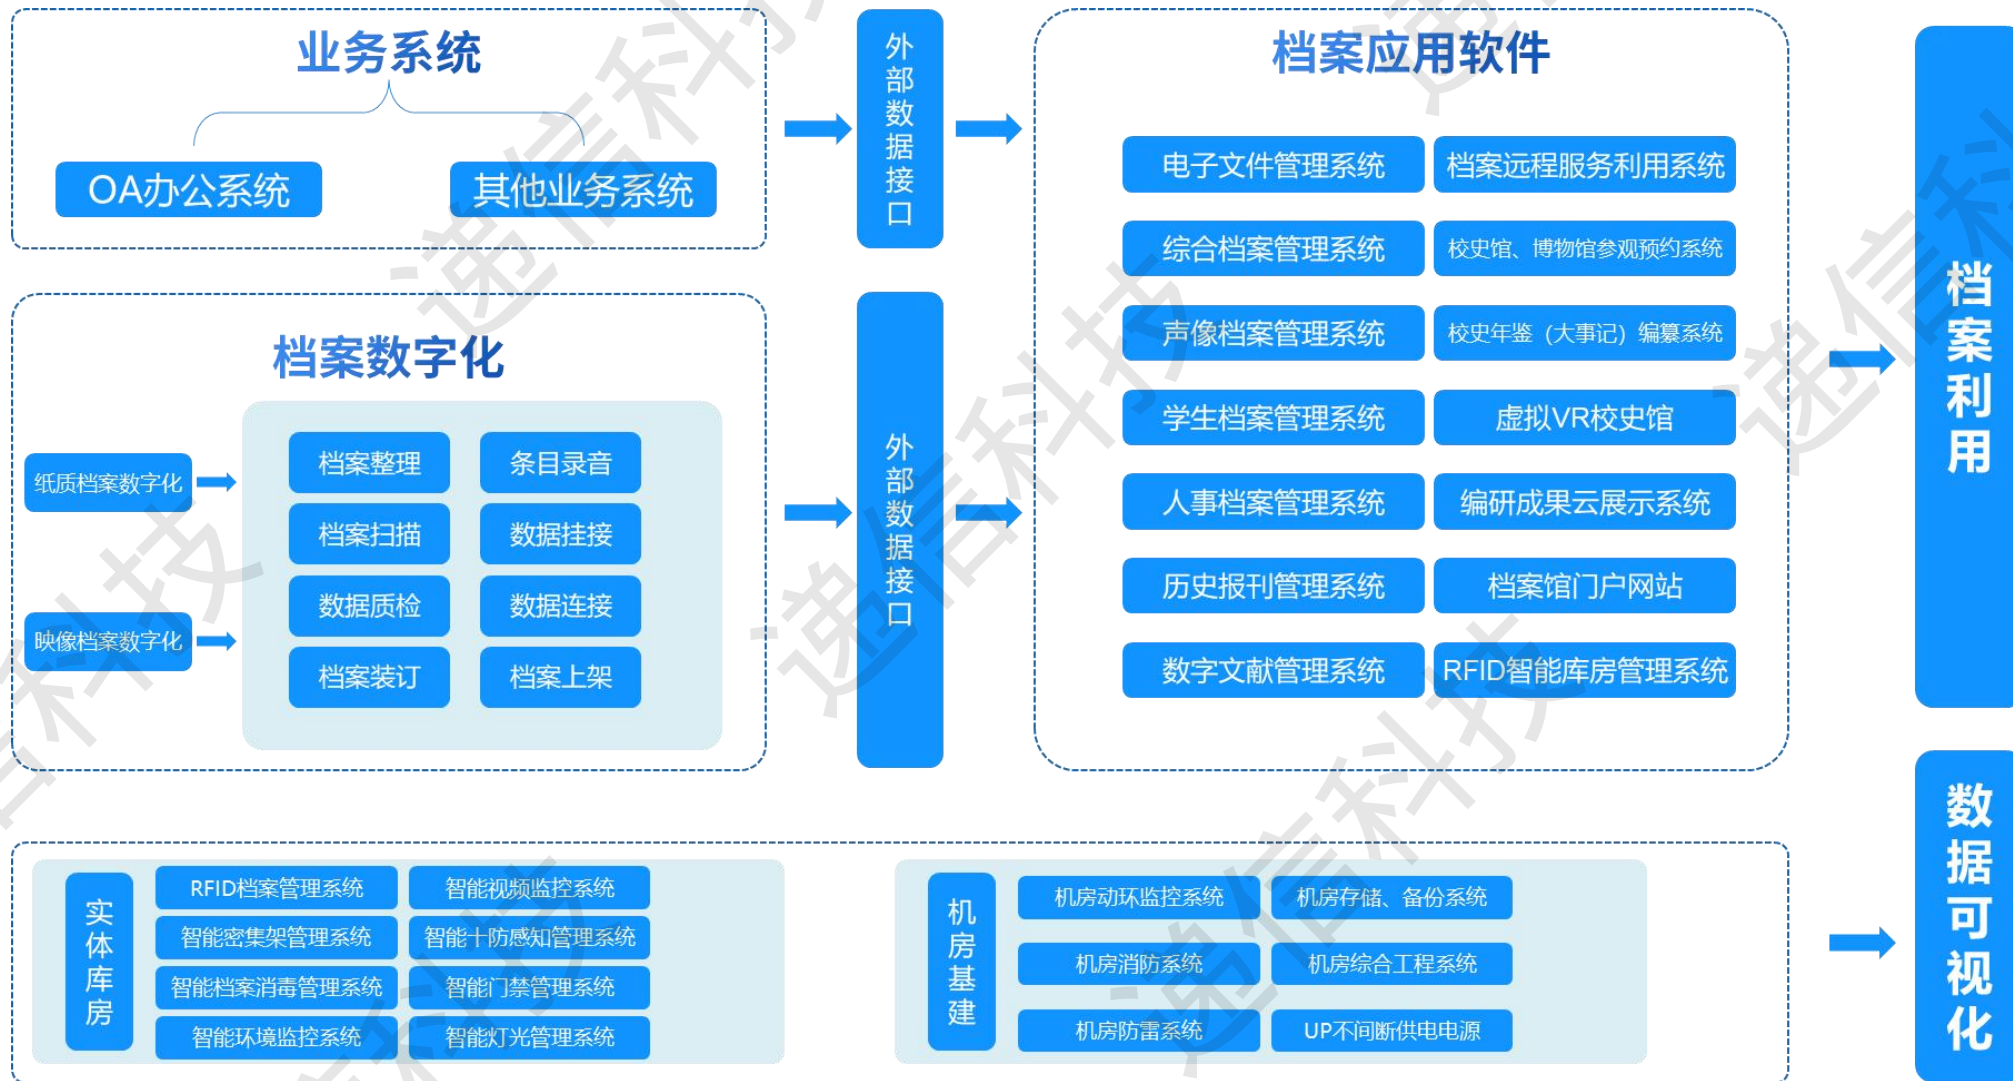 业务系统
OA办公系统
其他业务系统
外部数据接口
档案数字化
纸质档案数字化
映像档案数字化
档案整理
条目录音
档案扫描
数据挂接
数据质检
数据连接
档案装订
档案上架
外部数据接口
档案应用软件
电子文件管理系统
档案远程服务利用系统
综合档案管理系统
校史馆、博物馆参观预约系统
声像档案管理系统
校史年鉴（大事记）编纂系统
学生档案管理系统
虚拟VR校史馆
人事档案管理系统
编研成果云展示系统
历史报刊管理系统
档案馆门户网站
数字文献管理系统
RFID智能库房管理系统
档案利用
实体库房
RFID档案管理系统
智能视频监控系统
智能密集架管理系统
智能十防感知管理系统
智能档案消毒管理系统
智能门禁管理系统
智能环境监控系统
智能灯光管理系统
机房基建
机房动环监控系统
机房存储、备份系统
机房消防系统
机房综合工程系统
机房防雷系统
UP不间断供电电源
数据可视化
递信科技
递信科技
递信科技